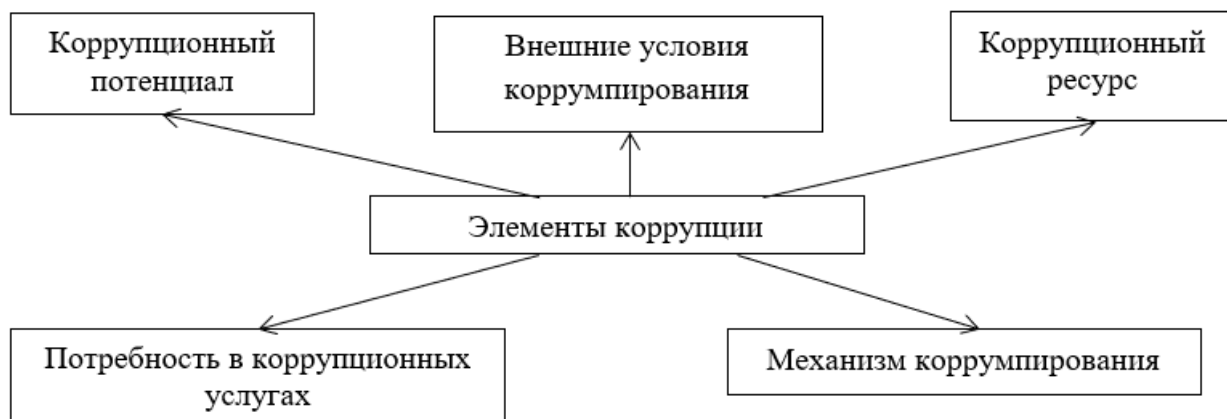 Коррупционный
потенциал
Внешние условия
коррумпирования
Коррупционный
ресурс
Элементы коррупции
Потребность в коррупционных
услугах
Механизм коррумпирования